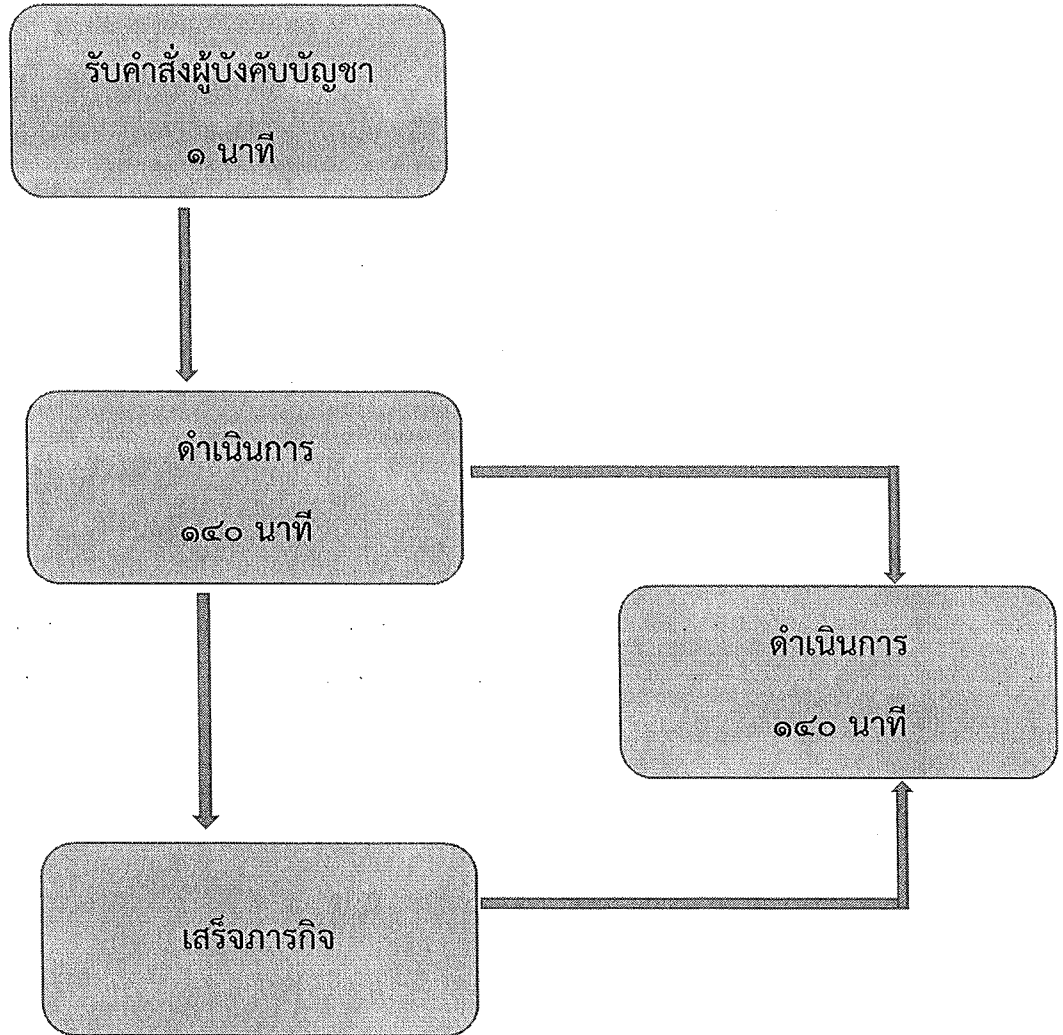 รับคำสั่งผู้บังคับบัญชา
๑ นาที
ดำเนินการ
๑๔๐ นาที
ดำเนินการ
๑๔๐ นาที
เสร็จภารกิจ